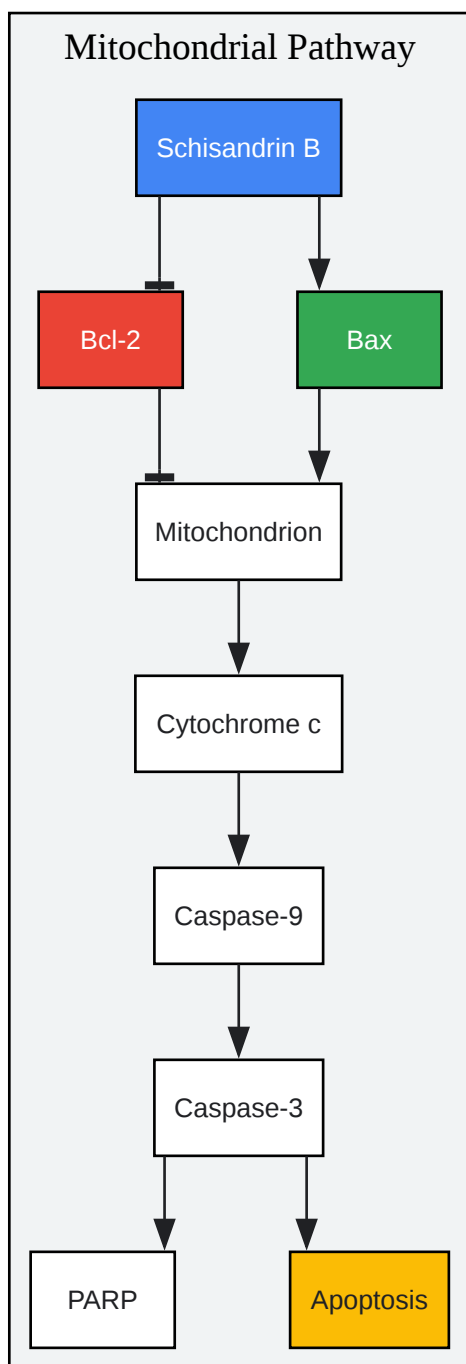 Mitochondrial Pathway
Schisandrin B
Bcl-2
Bax
Mitochondrion
Cytochrome c
Caspase-9
Caspase-3
PARP
Apoptosis